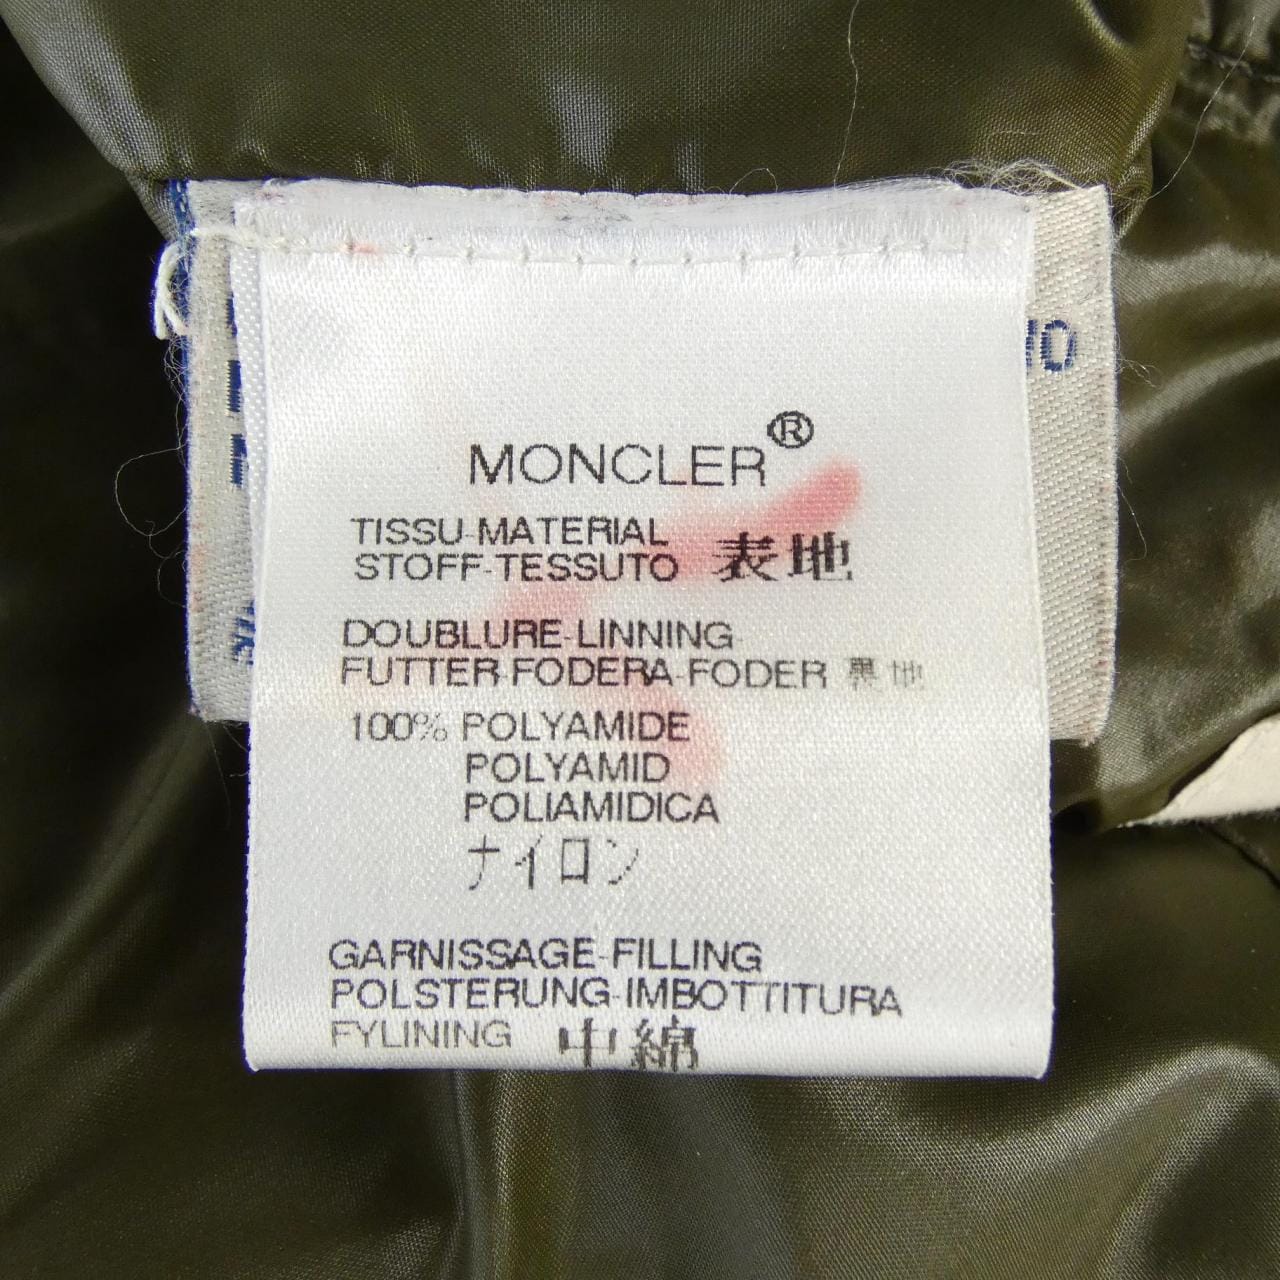 MONCLER®
TISSU-MATERIAL
STOFF-TESSUTO 表地
DOUBLURE-LINNING-
FUTTER-FODERA-FODER 裏地
100% POLYAMIDE
POLYAMID
POLIAMIDICA
ナイロン
GARNISSAGE-FILLING
POLSTERUNG-IMBOTTITURA
FYLINING 中綿